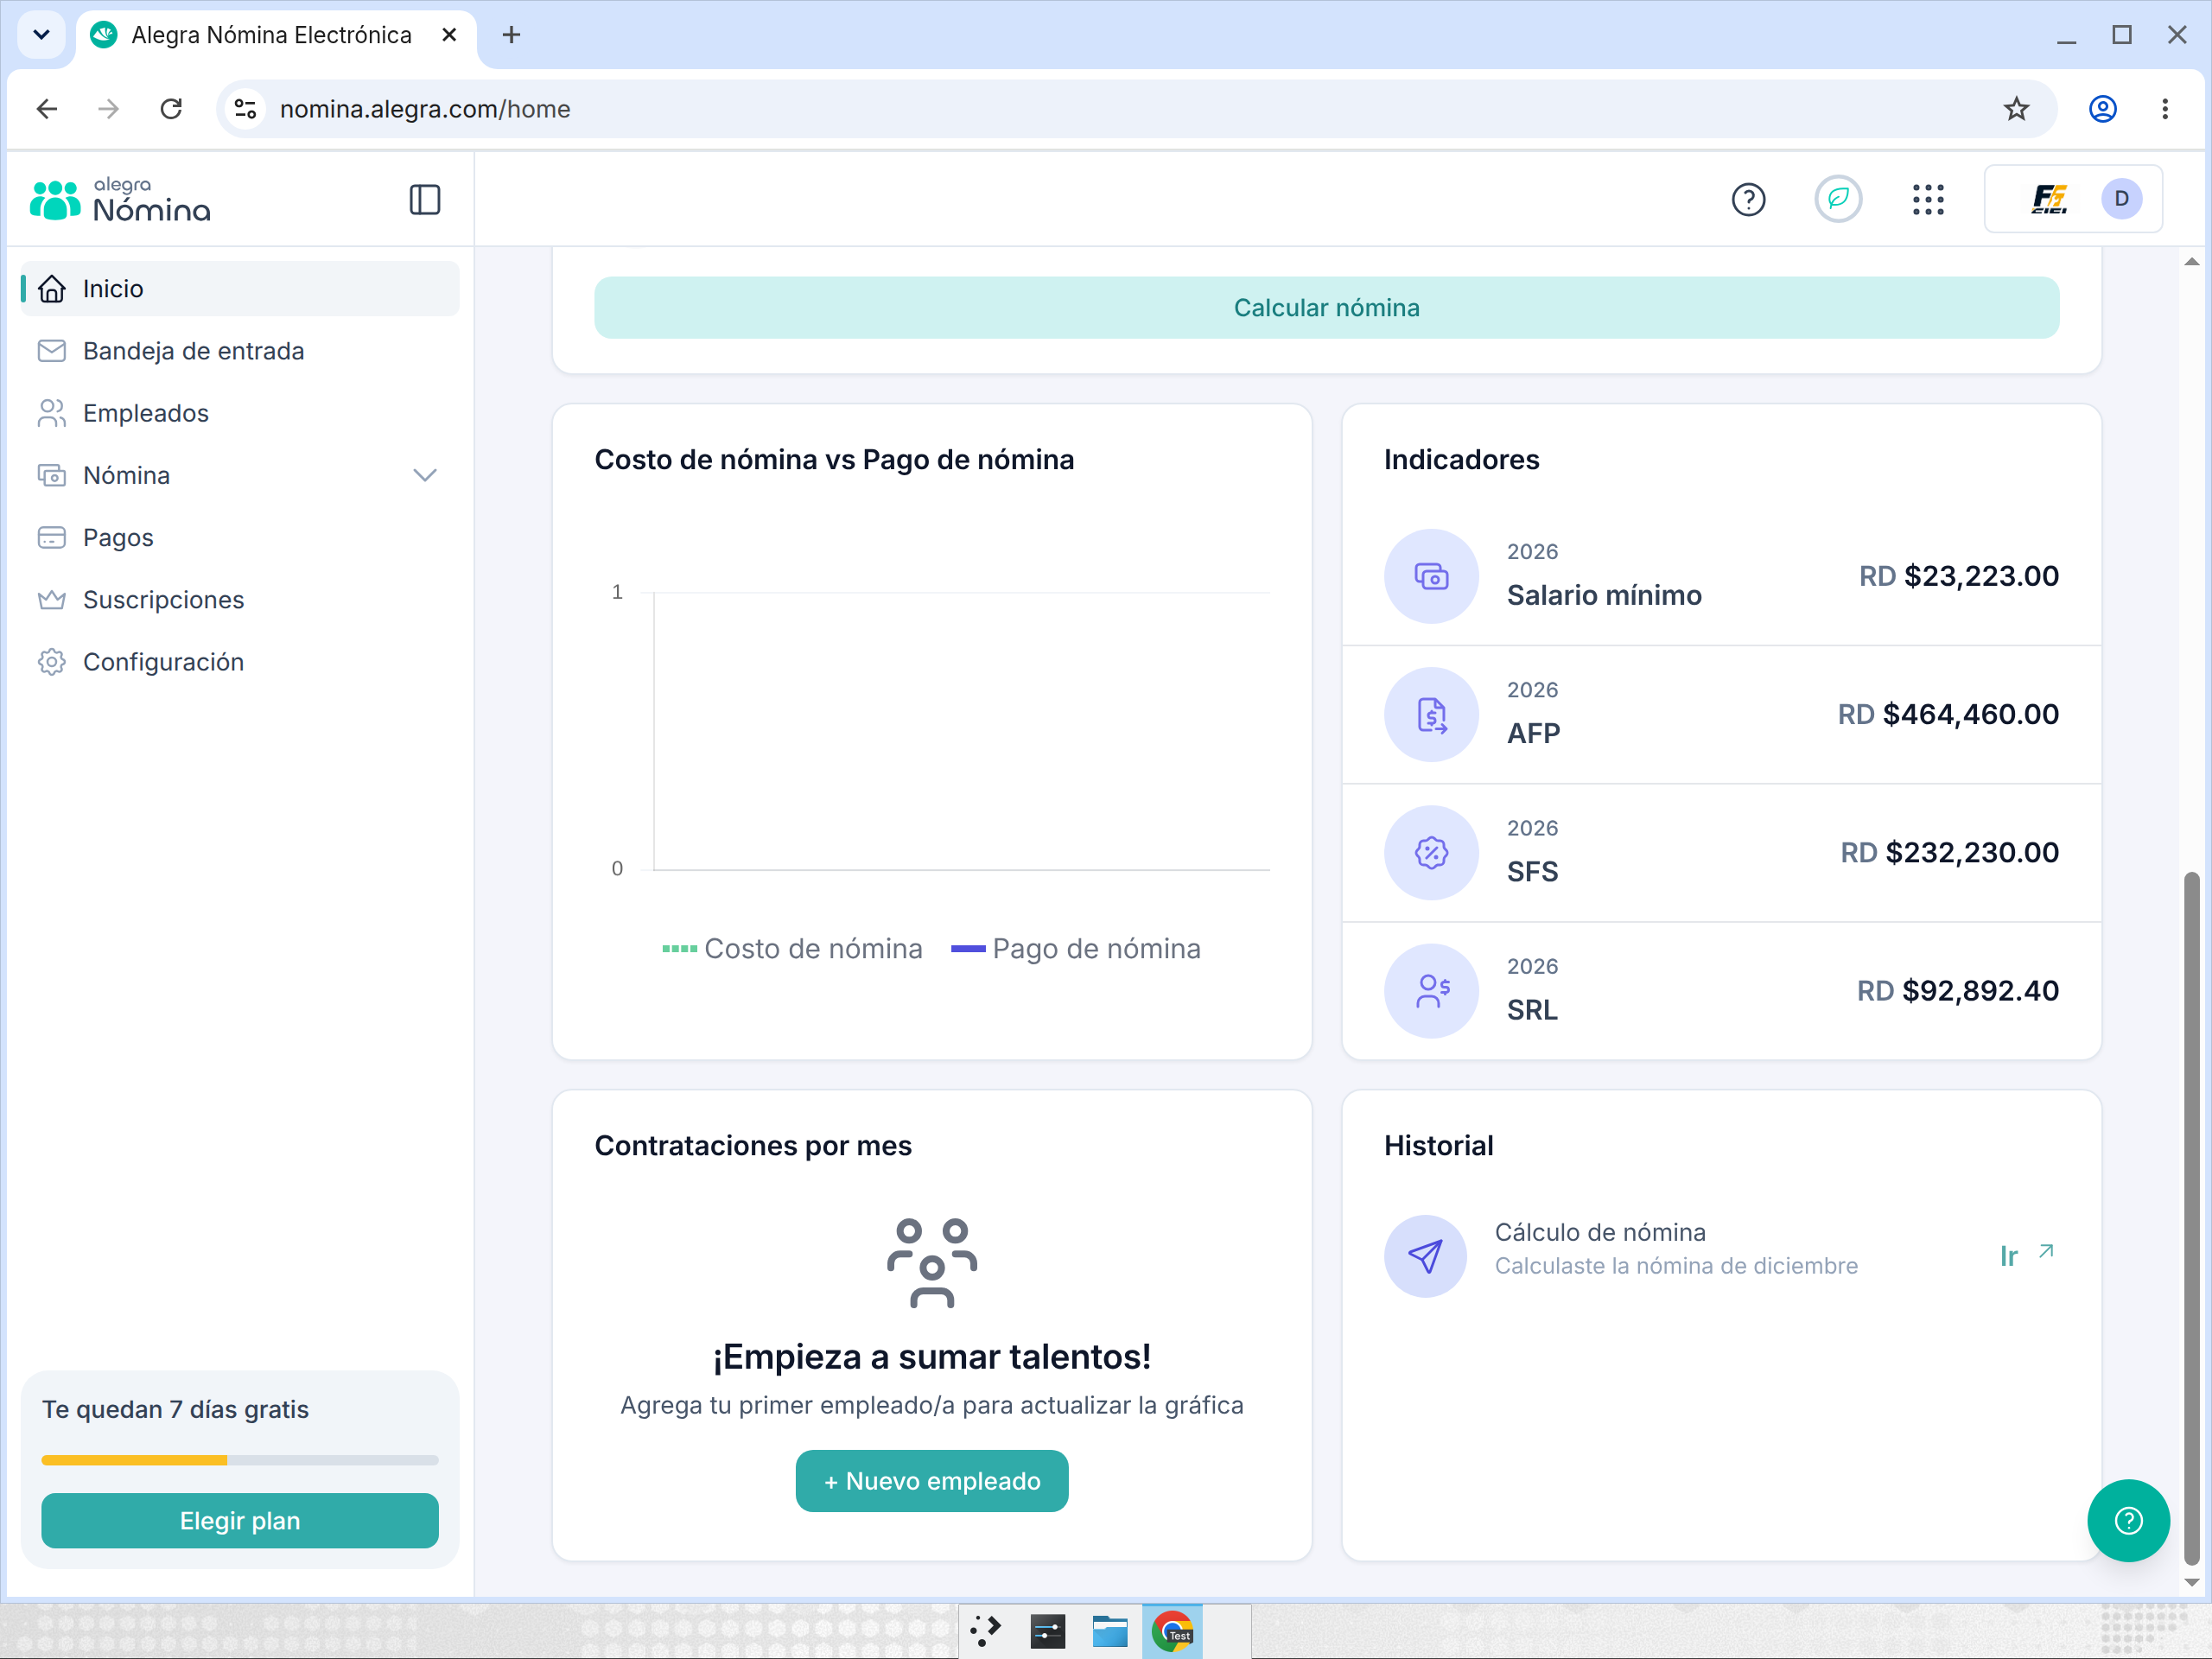 Alegra Nómina Electrónica
nomina.alegra.com/home
alegra
Nómina
D
Inicio
Bandeja de entrada
Empleados
Nómina
Pagos
Suscripciones
Configuración
Te quedan 7 días gratis
Elegir plan
Calcular nómina
Costo de nómina vs Pago de nómina
1
0
Costo de nómina
Pago de nómina
Indicadores
2026
Salario mínimo
RD $23,223.00
2026
AFP
RD $464,460.00
2026
SFS
RD $232,230.00
2026
SRL
RD $92,892.40
Contrataciones por mes
¡Empieza a sumar talentos!
Agrega tu primer empleado/a para actualizar la gráfica
+ Nuevo empleado
Historial
Cálculo de nómina
Calculaste la nómina de diciembre
Ir
Test